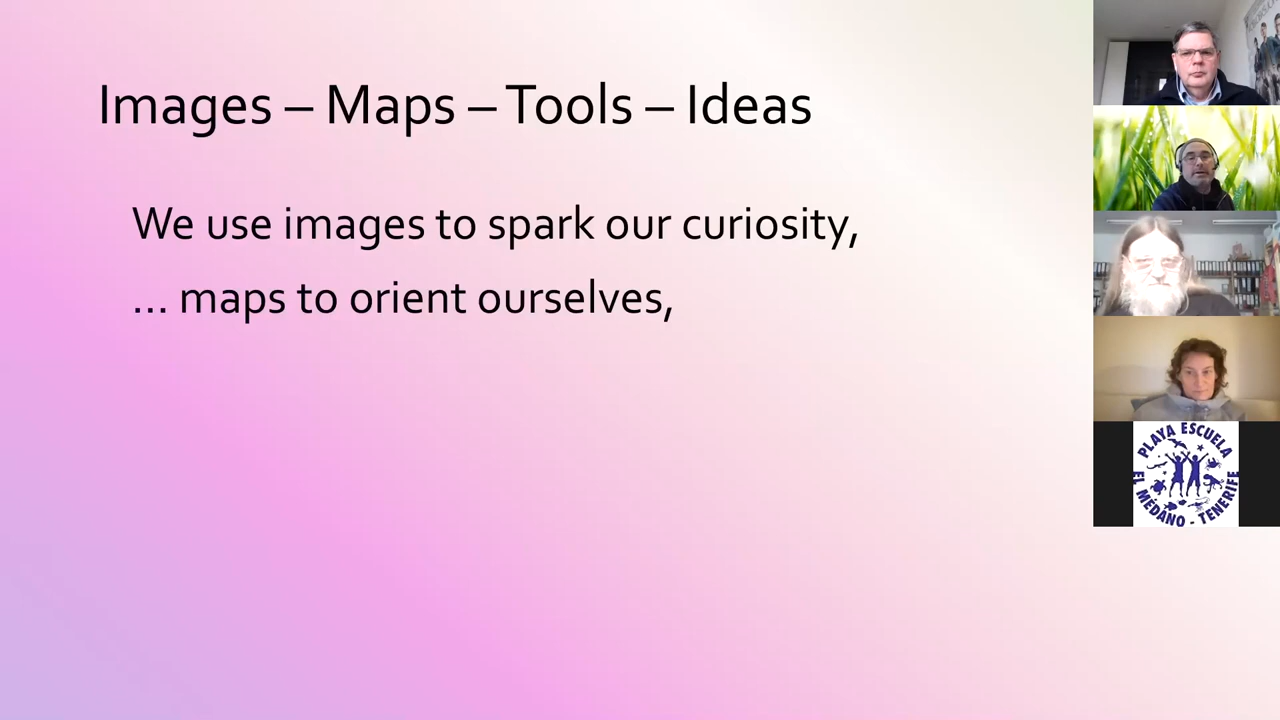 Images – Maps – Tools – Ideas
We use images to spark our curiosity,
... maps to orient ourselves,
PLAYA ESCUELA
EL MÉDANO - TENERIFE